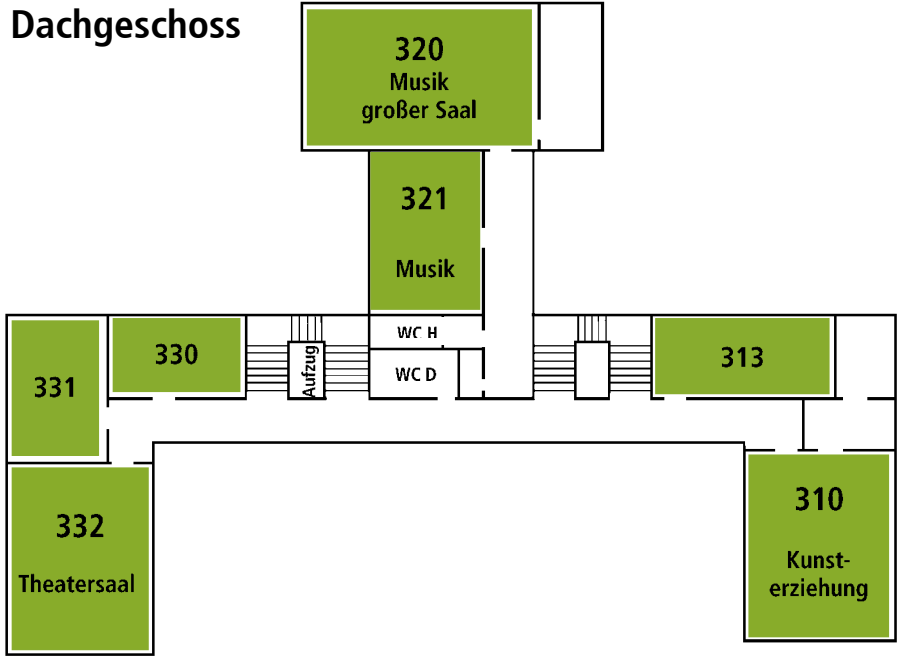 Dachgeschoss
320
Musik
großer Saal
321
Musik
WC H
WC D
Aufzug
330
331
313
332
Theatersaal
310
Kunst-
erziehung